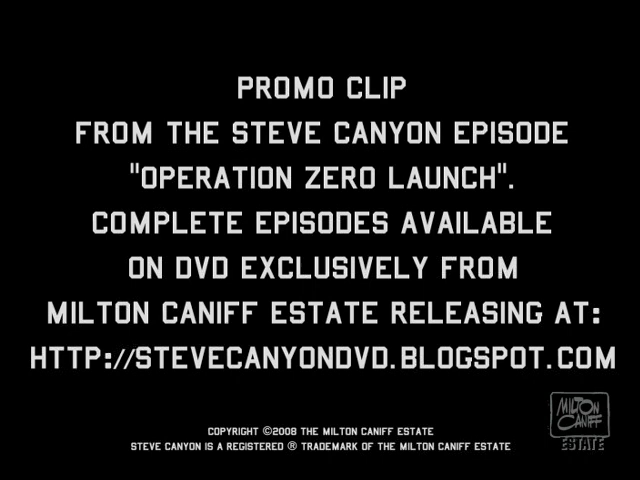 PROMO CLIP
FROM THE STEVE CANYON EPISODE
"OPERATION ZERO LAUNCH".
COMPLETE EPISODES AVAILABLE
ON DVD EXCLUSIVELY FROM
MILTON CANIFF ESTATE RELEASING AT:
HTTP://STEVECANYONDVD.BLOGSPOT.COM
MILTON
CANIFF
ESTATE
COPYRIGHT ©2008 THE MILTON CANIFF ESTATE
STEVE CANYON IS A REGISTERED ® TRADEMARK OF THE MILTON CANIFF ESTATE